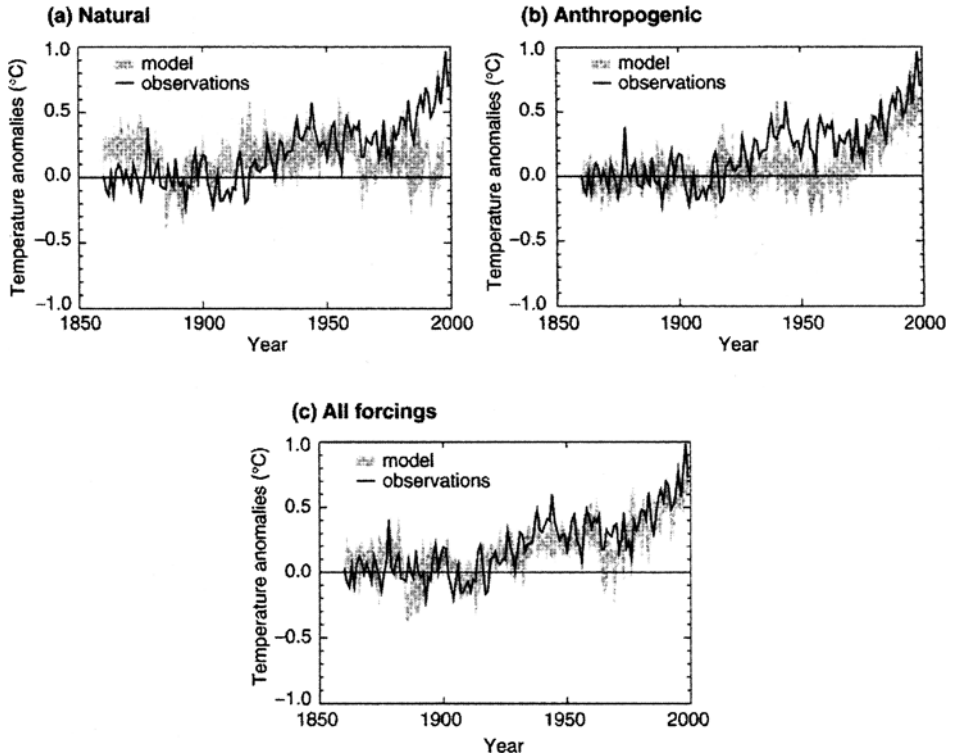 (a) Natural
Temperature anomalies (°C)
1.0
0.5
0.0
−0.5
−1.0
model
observations
1850 1900 1950 2000
Year
(b) Anthropogenic
Temperature anomalies (°C)
1.0
0.5
0.0
−0.5
−1.0
model
observations
1850 1900 1950 2000
Year
(c) All forcings
Temperature anomalies (°C)
1.0
0.5
0.0
−0.5
−1.0
model
observations
1850 1900 1950 2000
Year